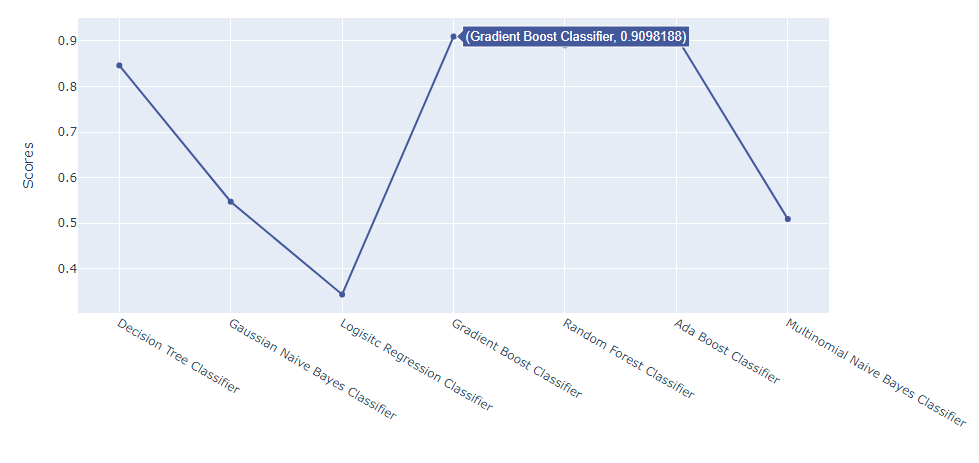 (Gradient Boost Classifier, 0.9098188)
0.9
0.8
0.7
0.6
0.5
0.4
Scores
Decision Tree Classifier
Gaussian Naive Bayes Classifier
Logisitc Regression Classifier
Gradient Boost Classifier
Random Forest Classifier
Ada Boost Classifier
Multinomial Naive Bayes Classifier